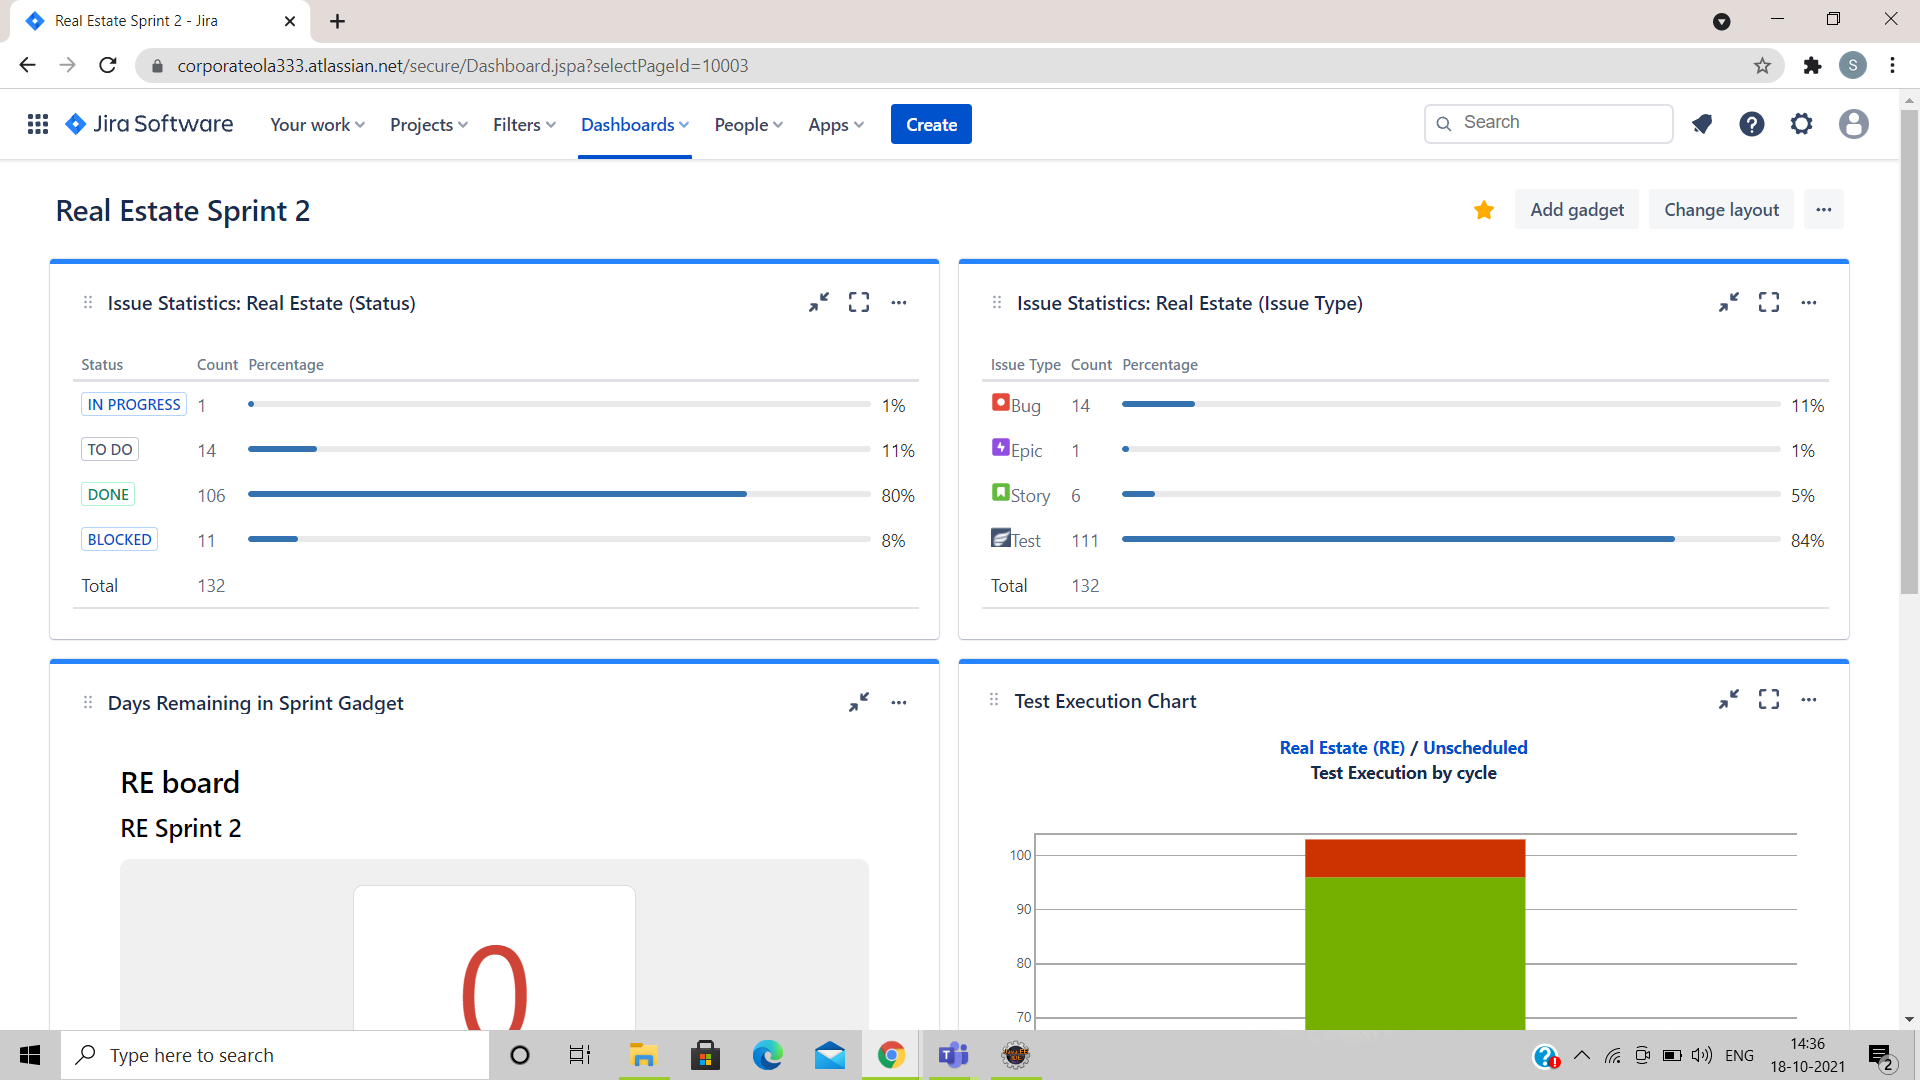 Real Estate Sprint 2 - Jira
corporateola333.atlassian.net/secure/Dashboard.jspa?selectPageId=10003
S
Jira Software Your work Projects Filters Dashboards People Apps Create Search
Real Estate Sprint 2
Add gadget Change layout
Issue Statistics: Real Estate (Status)
Status Count Percentage
IN PROGRESS 1 1%
TO DO 14 11%
DONE 106 80%
BLOCKED 11 8%
Total 132
Issue Statistics: Real Estate (Issue Type)
Issue Type Count Percentage
Bug 14 11%
Epic 1 1%
Story 6 5%
Test 111 84%
Total 132
Days Remaining in Sprint Gadget
RE board
RE Sprint 2
0
Test Execution Chart
Real Estate (RE) / Unscheduled
Test Execution by cycle
100
90
80
70
Type here to search
ENG
14:36
18-10-2021
2